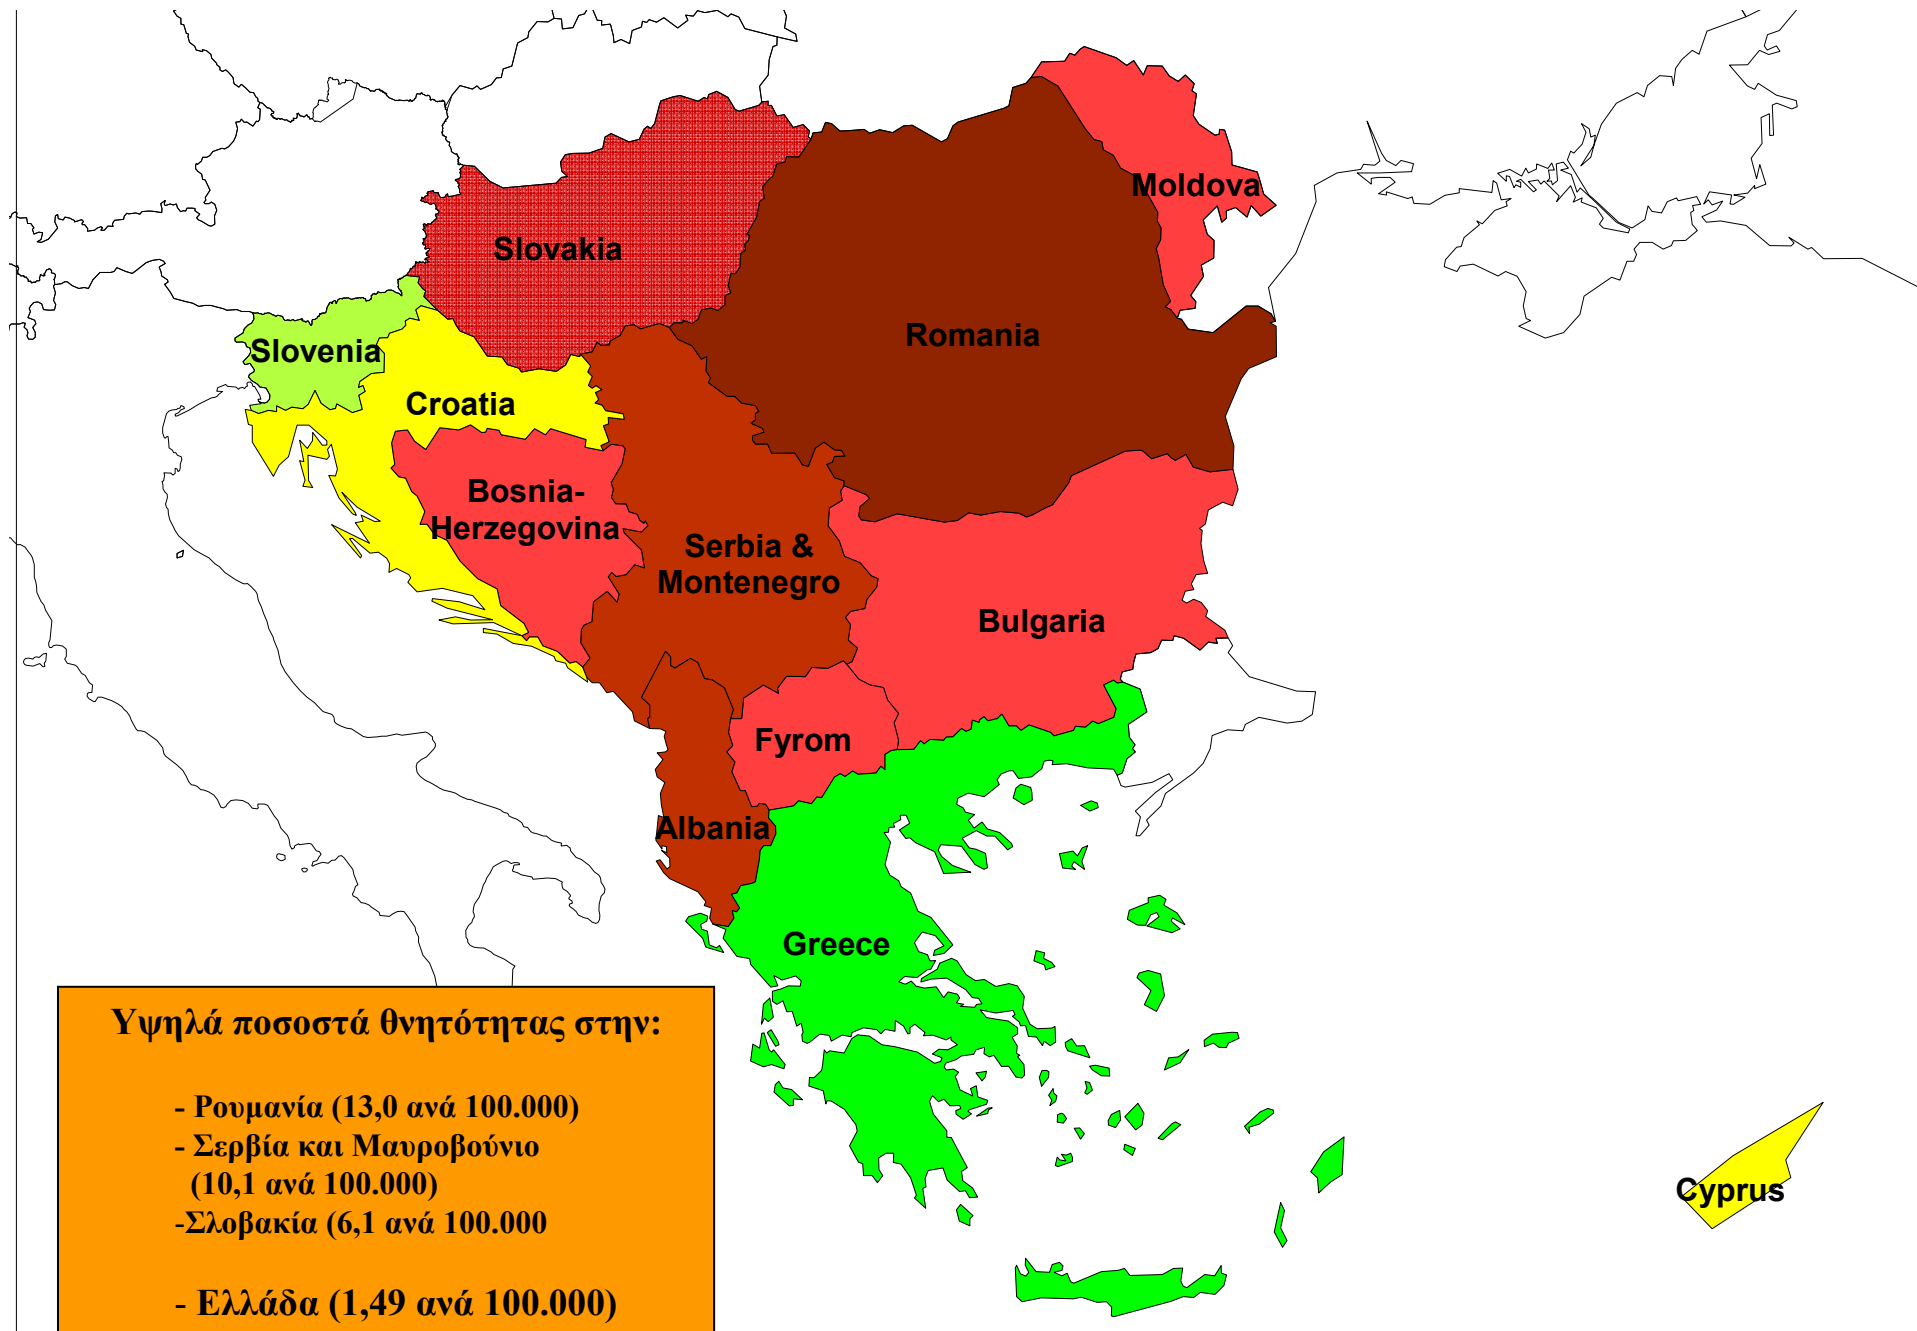 Moldova
Slovakia
Romania
Slovenia
Croatia
Bosnia-
Herzegovina
Serbia &
Montenegro
Bulgaria
Fyrom
Albania
Greece
Cyprus
Υψηλά ποσοστά θνητότητας στην:
- Ρουμανία (13,0 ανά 100.000)
- Σερβία και Μαυροβούνιο
(10,1 ανά 100.000)
-Σλοβακία (6,1 ανά 100.000
- Ελλάδα (1,49 ανά 100.000)